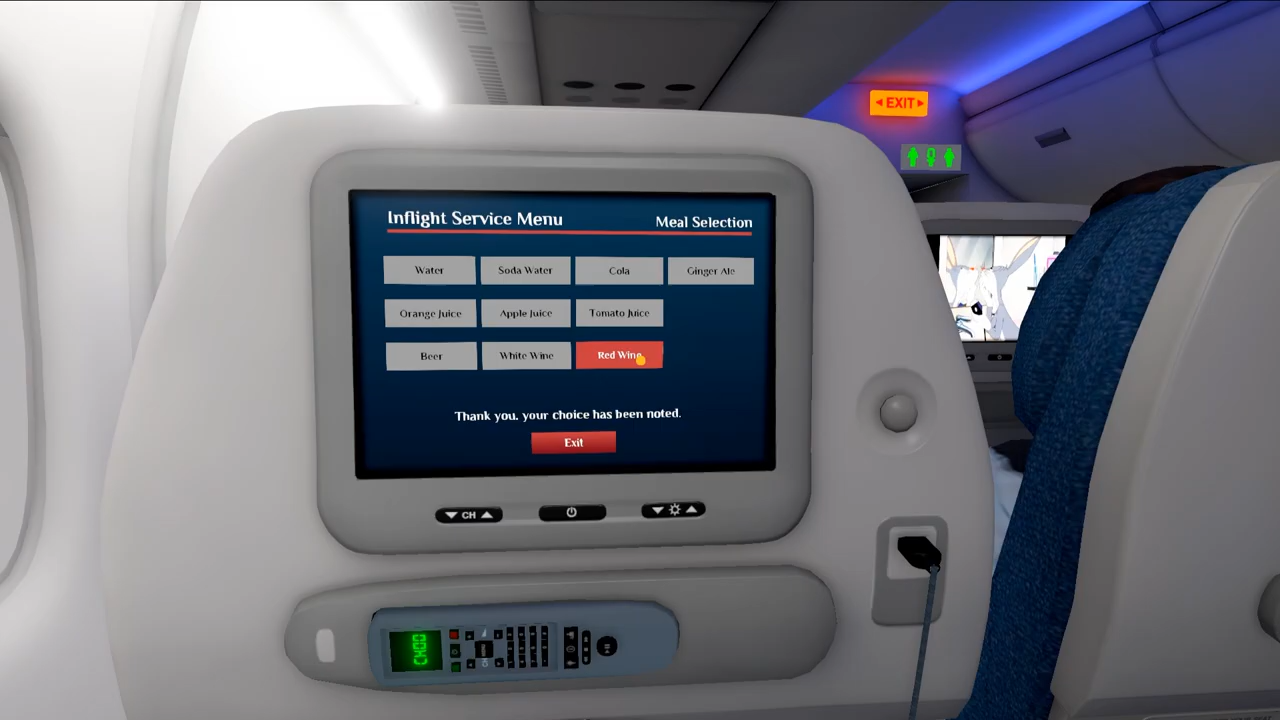 EXIT
Inflight Service Menu
Meal Selection
Water
Soda Water
Cola
Ginger Ale
Orange Juice
Apple Juice
Tomato Juice
Beer
White Wine
Red Wine
Thank you, your choice has been noted.
Exit
CH
CH00